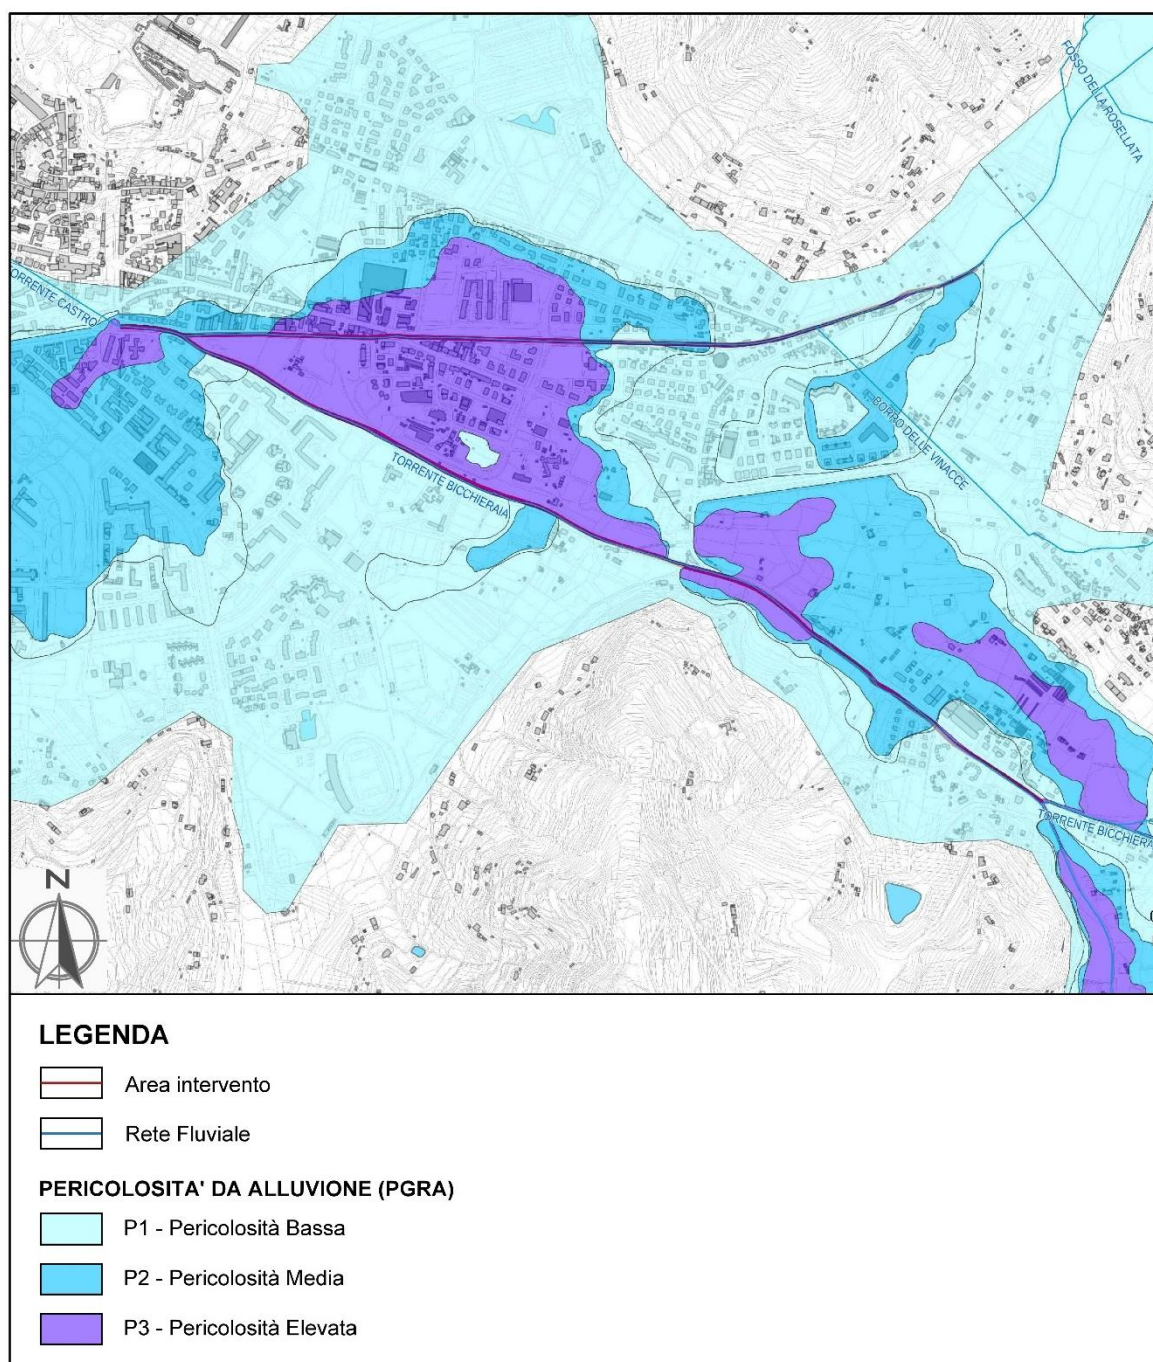 FOSSO DELLA ROSELLATA
TORRENTE CASTRO
BORRO DELLE VINACCE
TORRENTE BICCHIERAIA
TORRENTE BICCHIERA
N
LEGENDA
Area intervento
Rete Fluviale
PERICOLOSITA' DA ALLUVIONE (PGRA)
P1 - Pericolosità Bassa
P2 - Pericolosità Media
P3 - Pericolosità Elevata